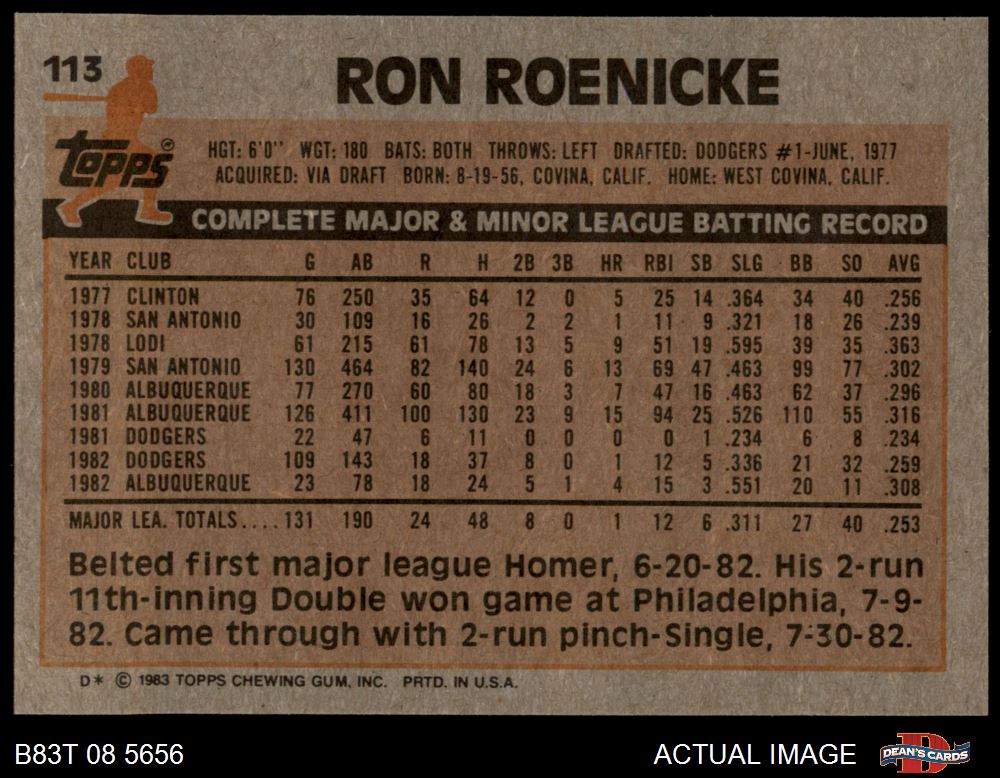 113
RON ROENICKE
Topps®
HGT: 6'0" WGT: 180 BATS: BOTH THROWS: LEFT DRAFTED: DODGERS #1-JUNE, 1977
ACQUIRED: VIA DRAFT BORN: 8-19-56, COVINA, CALIF. HOME: WEST COVINA, CALIF.
COMPLETE MAJOR & MINOR LEAGUE BATTING RECORD
YEAR CLUB G AB R H 2B 3B HR RBI SB SLG BB SO AVG
1977 CLINTON 76 250 35 64 12 0 5 25 14 .364 34 40 .256
1978 SAN ANTONIO 30 109 16 26 2 2 1 11 9 .321 18 26 .239
1978 LODI 61 215 61 78 13 5 9 51 19 .595 39 35 .363
1979 SAN ANTONIO 130 464 82 140 24 6 13 69 47 .463 99 77 .302
1980 ALBUQUERQUE 77 270 60 80 18 3 7 47 16 .463 62 37 .296
1981 ALBUQUERQUE 126 411 100 130 23 9 15 94 25 .526 110 55 .316
1981 DODGERS 22 47 6 11 0 0 0 0 1 .234 6 8 .234
1982 DODGERS 109 143 18 37 8 0 1 12 5 .336 21 32 .259
1982 ALBUQUERQUE 23 78 18 24 5 1 4 15 3 .551 20 11 .308
MAJOR LEA. TOTALS....131 190 24 48 8 0 1 12 6 .311 27 40 .253
Belted first major league Homer, 6-20-82. His 2-run
11th-inning Double won game at Philadelphia, 7-9-
82. Came through with 2-run pinch-Single, 7-30-82.
D* © 1983 TOPPS CHEWING GUM, INC. PRTD. IN U.S.A.
B83T 08 5656 ACTUAL IMAGE DEAN'S CARDS